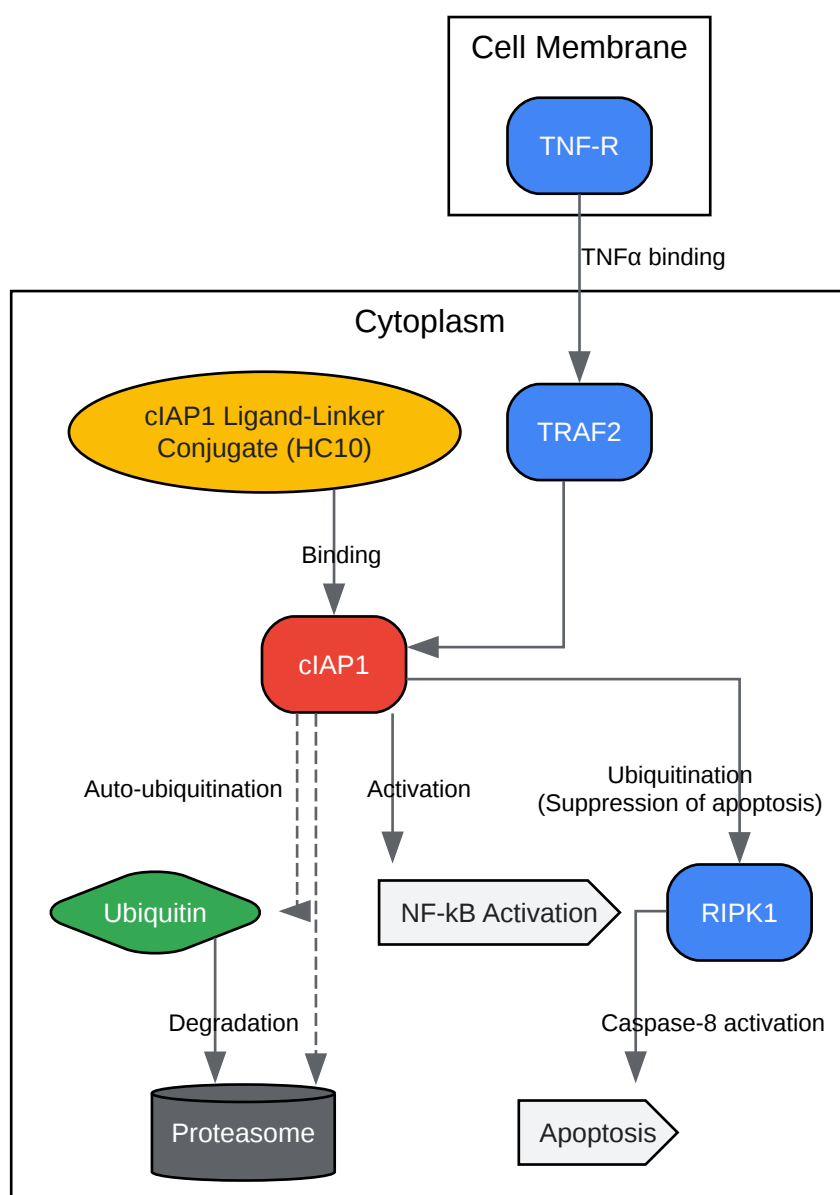 Cell Membrane
TNF-R
TNFα binding
Cytoplasm
cIAP1 Ligand-Linker
Conjugate (HC10)
TRAF2
Binding
cIAP1
Auto-ubiquitination
Activation
Ubiquitination
(Suppression of apoptosis)
Ubiquitin
NF-kB Activation
RIPK1
Degradation
Caspase-8 activation
Proteasome
Apoptosis